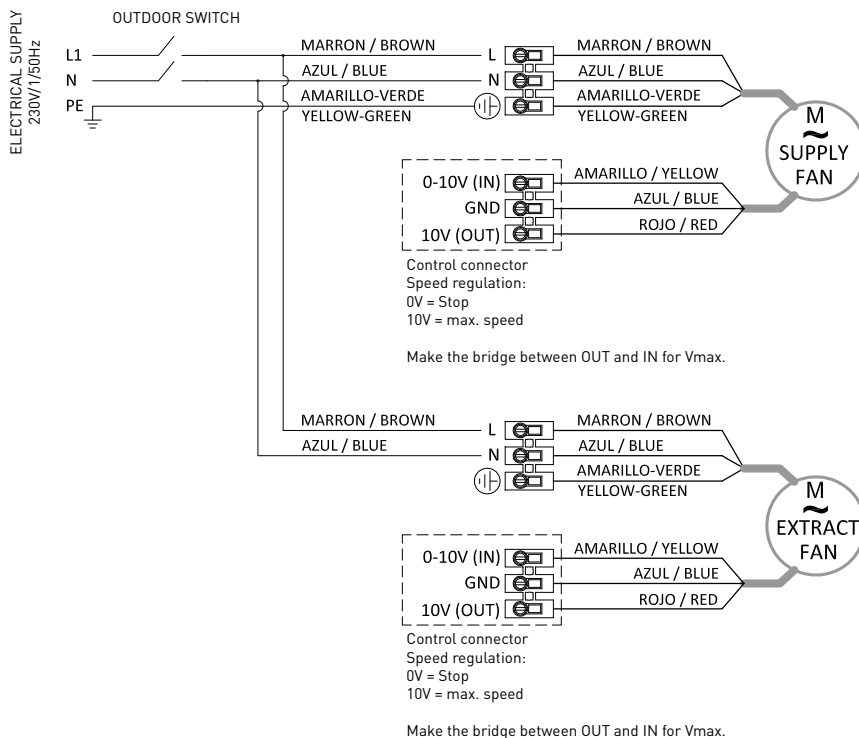 ELECTRICAL SUPPLY
230V/1/50Hz
OUTDOOR SWITCH
L1
N
PE
MARRON / BROWN
AZUL / BLUE
AMARILLO-VERDE
YELLOW-GREEN
L
N
MARRON / BROWN
AZUL / BLUE
AMARILLO-VERDE
YELLOW-GREEN
M
~
SUPPLY
FAN
0-10V (IN)
GND
10V (OUT)
AMARILLO / YELLOW
AZUL / BLUE
ROJO / RED
Control connector
Speed regulation:
0V = Stop
10V = max. speed
Make the bridge between OUT and IN for Vmax.
MARRON / BROWN
AZUL / BLUE
L
N
MARRON / BROWN
AZUL / BLUE
AMARILLO-VERDE
YELLOW-GREEN
M
~
EXTRACT
FAN
0-10V (IN)
GND
10V (OUT)
AMARILLO / YELLOW
AZUL / BLUE
ROJO / RED
Control connector
Speed regulation:
0V = Stop
10V = max. speed
Make the bridge between OUT and IN for Vmax.